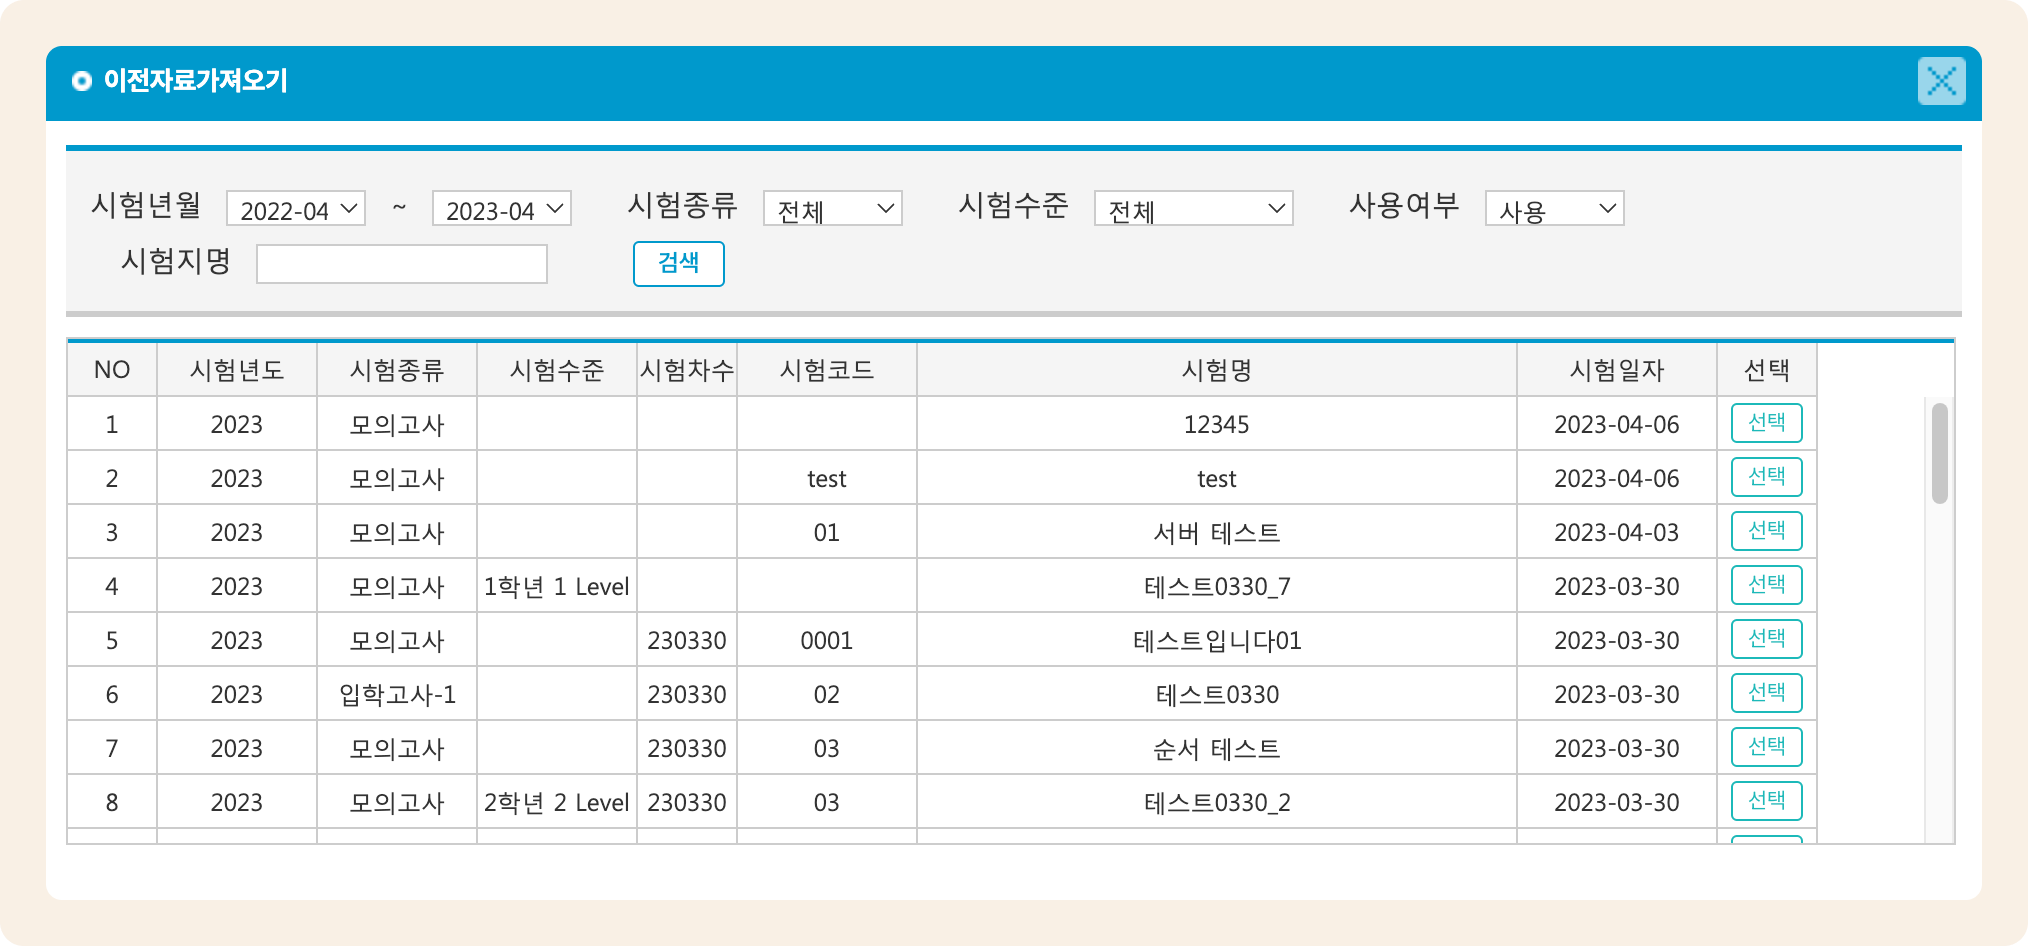 이전자료가져오기
시험년월 2022-04 ~ 2023-04 시험종류 전체 시험수준 전체 사용여부 사용
시험지명 검색
NO 시험년도 시험종류 시험수준 시험차수 시험코드 시험명 시험일자 선택
1 2023 모의고사 12345 2023-04-06 선택
2 2023 모의고사 test test 2023-04-06 선택
3 2023 모의고사 01 서버 테스트 2023-04-03 선택
4 2023 모의고사 1학년 1 Level 테스트0330_7 2023-03-30 선택
5 2023 모의고사 230330 0001 테스트입니다01 2023-03-30 선택
6 2023 입학고사-1 230330 02 테스트0330 2023-03-30 선택
7 2023 모의고사 230330 03 순서 테스트 2023-03-30 선택
8 2023 모의고사 2학년 2 Level 230330 03 테스트0330_2 2023-03-30 선택